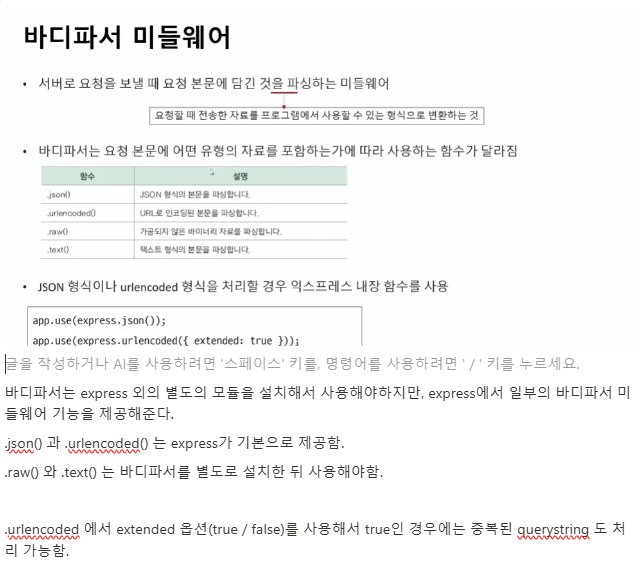 바디파서 미들웨어
• 서버로 요청을 보낼 때 요청 본문에 담긴 것을 파싱하는 미들웨어
요청할 때 전송한 자료를 프로그램에서 사용할 수 있는 형식으로 변환하는 것
• 바디파서는 요청 본문에 어떤 유형의 자료를 포함하는가에 따라 사용하는 함수가 달라짐
함수 설명
.json() JSON 형식의 본문을 파싱합니다.
.urlencoded() URL로 인코딩된 본문을 파싱합니다.
.raw() 가공되지 않은 바이너리 자료를 파싱합니다.
.text() 텍스트 형식의 본문을 파싱합니다.
• JSON 형식이나 urlencoded 형식을 처리할 경우 익스프레스 내장 함수를 사용
app.use(express.json());
app.use(express.urlencoded({ extended: true }));
글을 작성하거나 AI를 사용하려면 '스페이스' 키를, 명령어를 사용하려면 ' / ' 키를 누르세요.
바디파서는 express 외의 별도의 모듈을 설치해서 사용해야하지만, express에서 일부의 바디파서 미
들웨어 기능을 제공해준다.
.json() 과 .urlencoded() 는 express가 기본으로 제공함.
.raw() 와 .text() 는 바디파서를 별도로 설치한 뒤 사용해야함.
.urlencoded 에서 extended 옵션(true / false)를 사용해서 true인 경우에는 중복된 querystring 도 처
리 가능함.